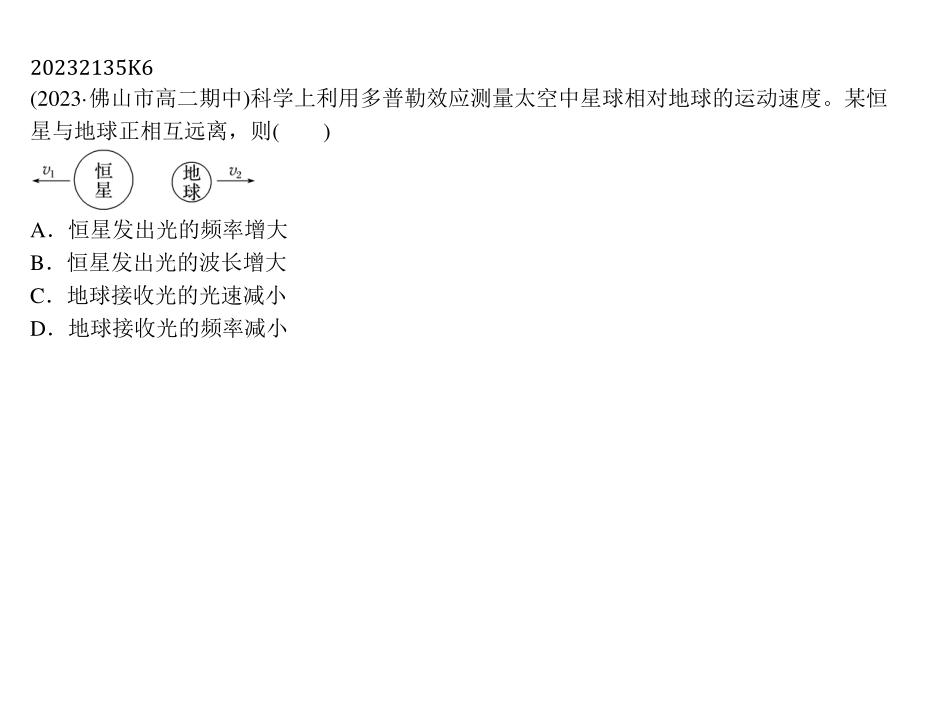 20232135K6
(2023·佛山市高二期中)科学上利用多普勒效应测量太空中星球相对地球的运动速度。某恒
星与地球正相互远离，则(　　)
v₁ 恒星 地球 v₂
A．恒星发出光的频率增大
B．恒星发出光的波长增大
C．地球接收光的光速减小
D．地球接收光的频率减小